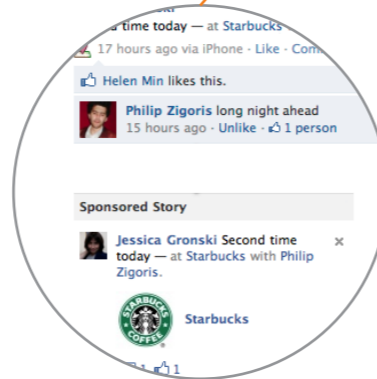 time today — at Starbucks
17 hours ago via iPhone · Like · Com
Helen Min likes this.
Philip Zigoris long night ahead
15 hours ago · Unlike · 1 person
Sponsored Story
Jessica Gronski Second time
today — at Starbucks with Philip
Zigoris.
STARBUCKS
COFFEE
Starbucks
1 1